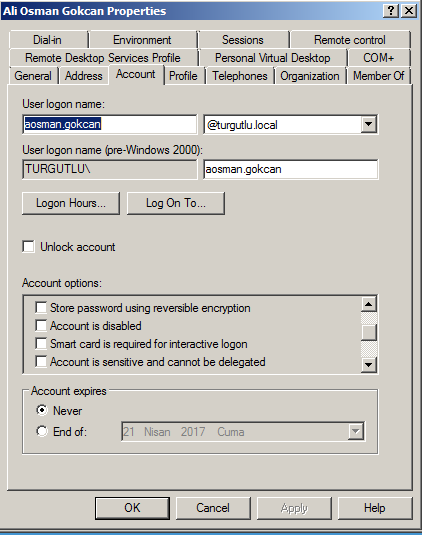 Ali Osman Gokcan Properties
Dial-in Environment Sessions Remote control
Remote Desktop Services Profile Personal Virtual Desktop COM+
General Address Account Profile Telephones Organization Member Of
User logon name:
aosman.gokcan @turgutlu.local
User logon name (pre-Windows 2000):
TURGUTLU\ aosman.gokcan
Logon Hours... Log On To...
Unlock account
Account options:
Store password using reversible encryption
Account is disabled
Smart card is required for interactive logon
Account is sensitive and cannot be delegated
Account expires
Never
End of: 21 Nisan 2017 Cuma
OK Cancel Apply Help